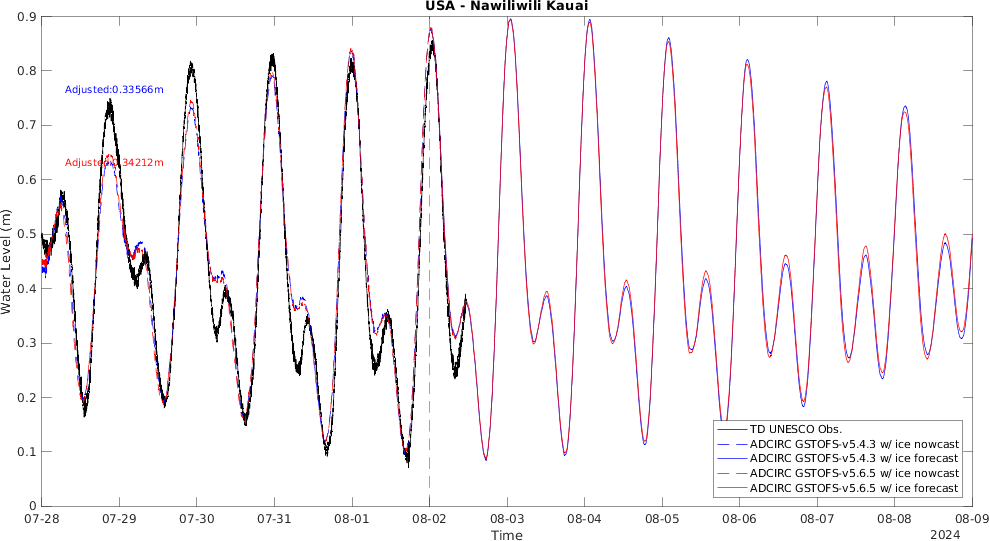 USA - Nawiliwili Kauai
0.9
0.8
0.7
0.6
0.5
0.4
0.3
0.2
0.1
0
Water Level (m)
Adjusted:0.33566m
Adjusted:0.34212m
TD UNESCO Obs.
ADCIRC GSTOFS-v5.4.3 w/ ice nowcast
ADCIRC GSTOFS-v5.4.3 w/ ice forecast
ADCIRC GSTOFS-v5.6.5 w/ ice nowcast
ADCIRC GSTOFS-v5.6.5 w/ ice forecast
07-28 07-29 07-30 07-31 08-01 08-02 08-03 08-04 08-05 08-06 08-07 08-08 08-09
Time
2024